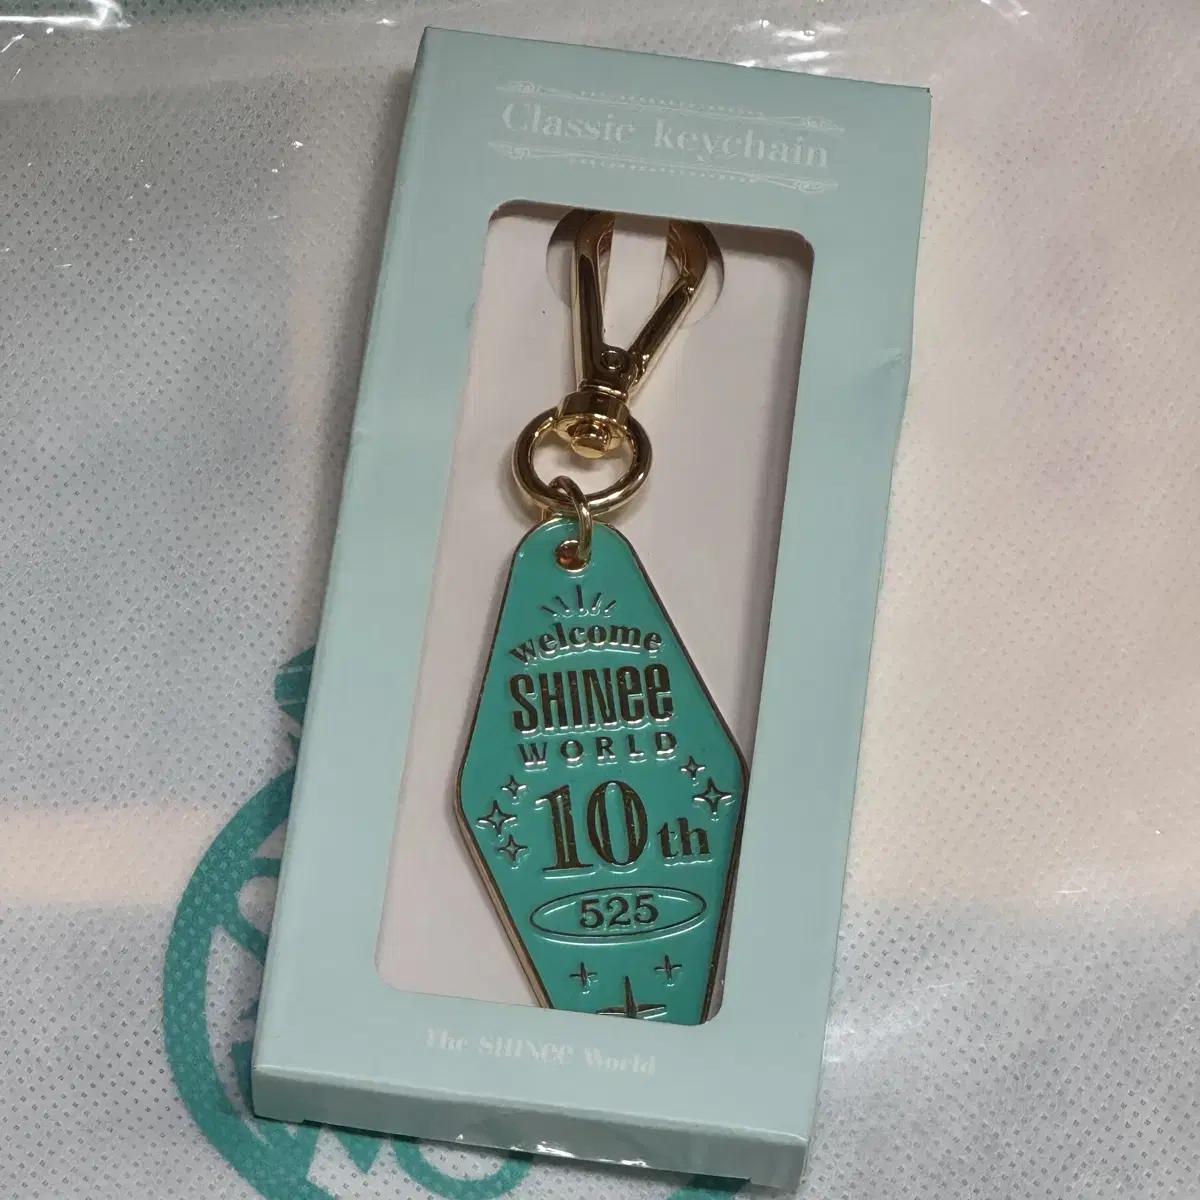 Classic keychain
welcome
SHINee
WORLD
10th
525
The SHINee World